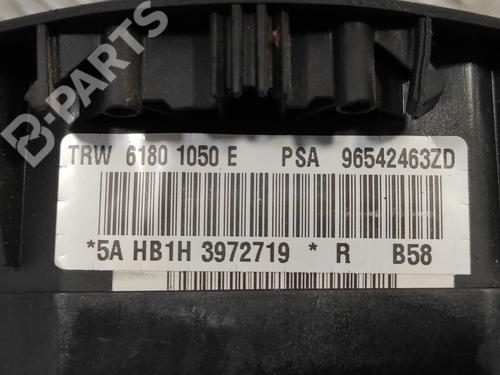 B-PARTS
TRW 6180 1050 E PSA 96542463ZD
*5A HB1H 3972719 * R B58